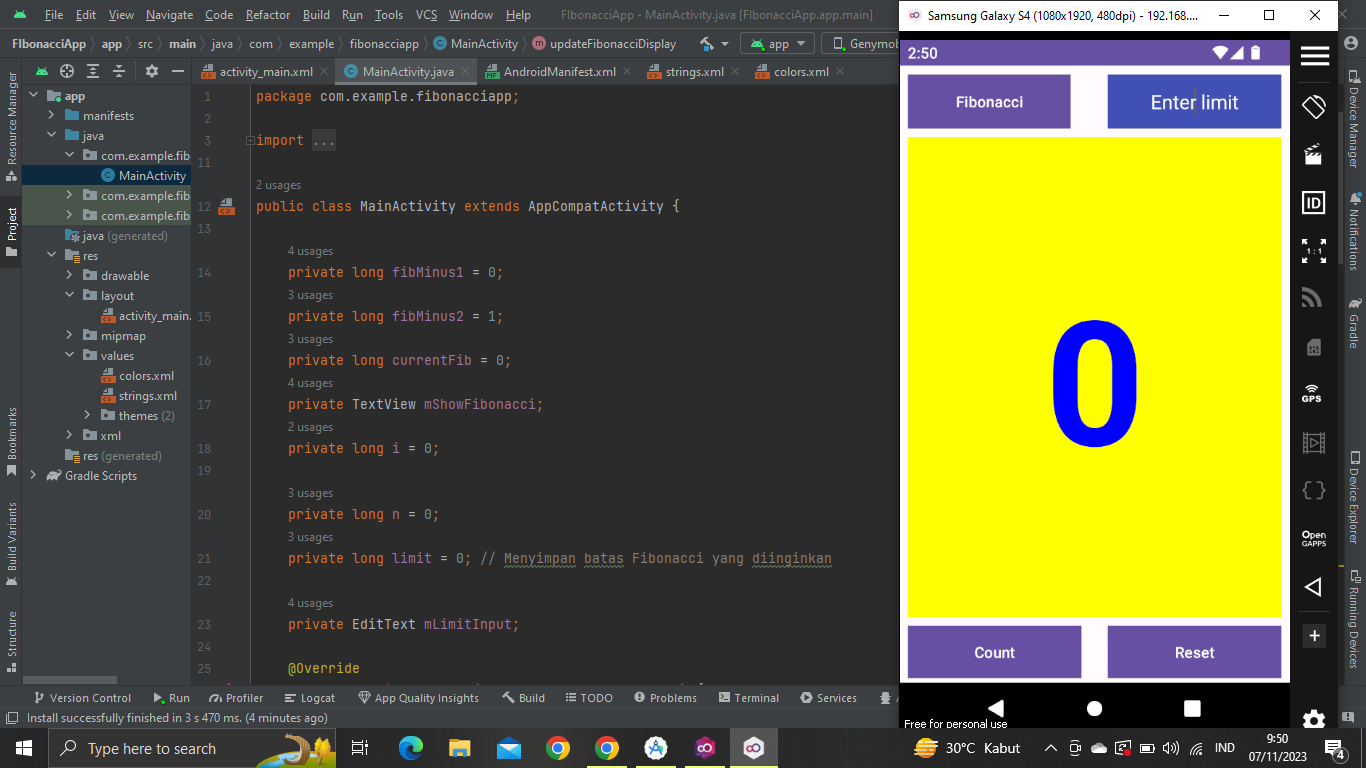 File Edit View Navigate Code Refactor Build Run Tools VCS Window Help FIbonacciApp - MainActivity.java [FIbonacciApp.app.main]
Samsung Galaxy S4 (1080x1920, 480dpi) - 192.168....
FIbonacciApp app src main java com example fibonacciapp MainActivity updateFibonacciDisplay app Genymot
activity_main.xml MainActivity.java AndroidManifest.xml strings.xml colors.xml
Resource Manager
Project
Bookmarks
Build Variants
Structure
app
manifests
java
com.example.fib
MainActivity
com.example.fib
com.example.fib
java (generated)
res
drawable
layout
activity_main.
mipmap
values
colors.xml
strings.xml
themes (2)
xml
res (generated)
Gradle Scripts
1 package com.example.fibonacciapp;
2
3 import ...
11
2 usages
12 public class MainActivity extends AppCompatActivity {
13
4 usages
14 private long fibMinus1 = 0;
3 usages
15 private long fibMinus2 = 1;
3 usages
16 private long currentFib = 0;
4 usages
17 private TextView mShowFibonacci;
2 usages
18 private long i = 0;
19
3 usages
20 private long n = 0;
3 usages
21 private long limit = 0; // Menyimpan batas Fibonacci yang diinginkan
22
4 usages
23 private EditText mLimitInput;
24
25 @Override
2:50
Fibonacci
Enter limit
0
Count
Reset
Free for personal use
ID
1:1
GPS
Open
GAPPS
Device Manager
Notifications
Gradle
Device Explorer
Running Devices
Version Control Run Profiler Logcat App Quality Insights Build TODO Problems Terminal Services
Install successfully finished in 3 s 470 ms. (4 minutes ago)
Type here to search
30°C Kabut
IND
9:50
07/11/2023
4